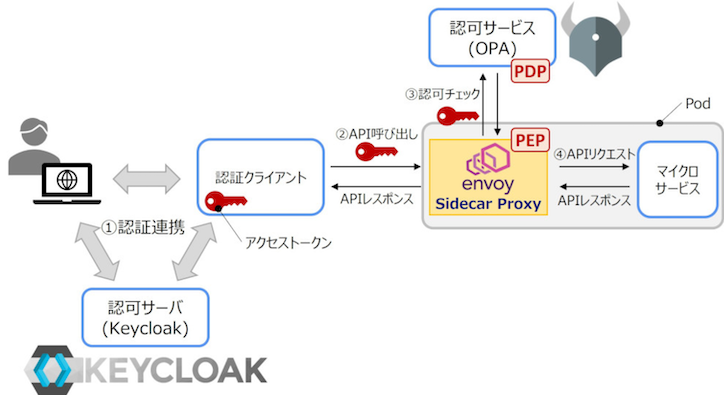 認可サービス
(OPA)
PDP
③認可チェック
Pod
②API呼び出し
PEP
④APIリクエスト
認証クライアント
envoy
マイクロ
サービス
APIレスポンス
Sidecar Proxy
APIレスポンス
①認証連携
アクセストークン
認可サーバ
(Keycloak)
KEYCLOAK